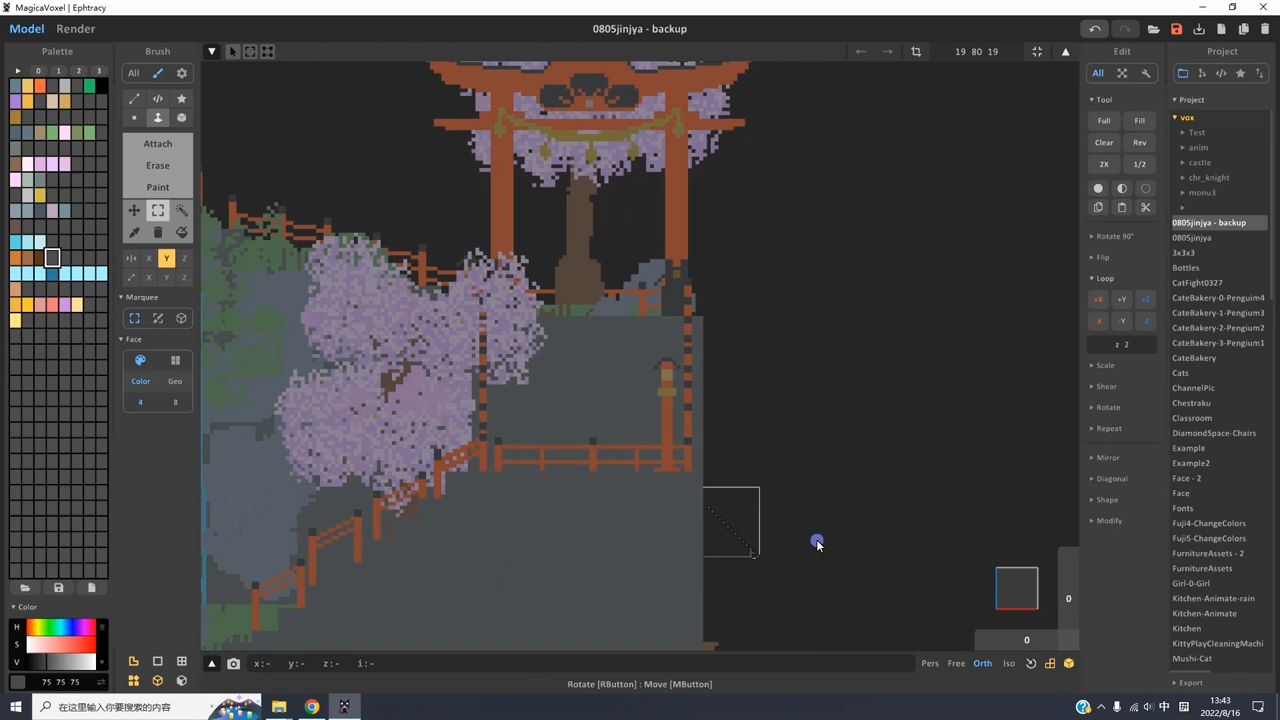 MagicaVoxel | Ephtracy
Model
Render
0805jinjya - backup
Palette
Brush
19 80 19
Edit
Project
0
1
2
3
All
All
Project
Tool
vox
Full
Fill
Test
Attach
Clear
Rev
anim
Erase
2X
1/2
castle
Paint
chr_knight
monu3
0805jinjya - backup
Rotate 90°
0805jinjya
X
Y
Z
Flip
3x3x3
X
Y
Z
Loop
Bottles
Marquee
+X
+Y
+Z
CatFight0327
-X
-Y
-Z
CateBakery-0-Penguim4
Face
z 2
CateBakery-1-Pengium4
CateBakery-2-Pengium2
CateBakery-3-Pengium1
Color
Geo
Scale
CateBakery
4
8
Shear
Cats
Rotate
ChannelPic
Repeat
Chestraku
Classroom
Mirror
DiamondSpace-Chairs
Diagonal
Example
Shape
Example2
Modify
Face - 2
Face
Fonts
Fuji4-ChangeColors
Fuji5-ChangeColors
FurnitureAssets - 2
FurnitureAssets
Girl-0-Girl
0
Kitchen-Animate-rain
Color
Kitchen-Animate
H
Kitchen
S
0
KittyPlayCleaningMachi
V
x:-
y:-
z:-
i:-
Pers
Free
Orth
Iso
Mushi-Cat
75 75 75
Rotate [RButton] : Move [MButton]
Export
在这里输入你要搜索的内容
中
拼
13:43
2022/8/16